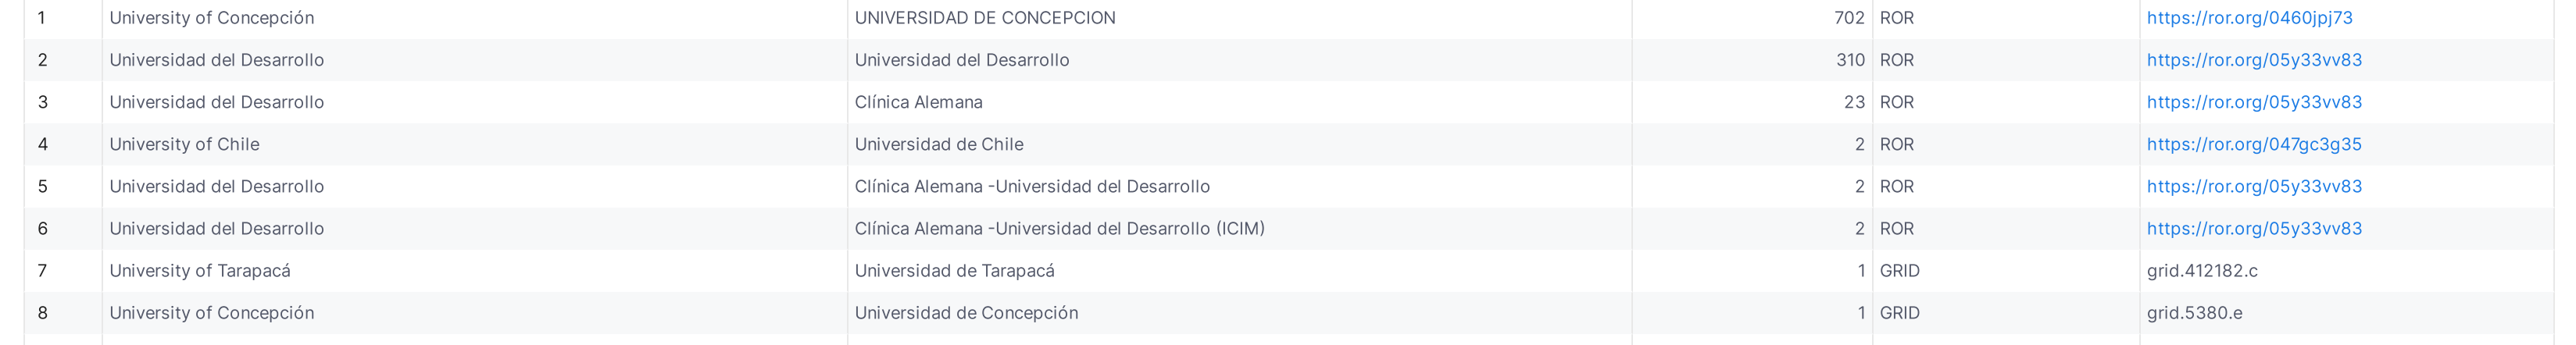 1 University of Concepción UNIVERSIDAD DE CONCEPCION 702 ROR https://ror.org/0460jpj73
2 Universidad del Desarrollo Universidad del Desarrollo 310 ROR https://ror.org/05y33vv83
3 Universidad del Desarrollo Clínica Alemana 23 ROR https://ror.org/05y33vv83
4 University of Chile Universidad de Chile 2 ROR https://ror.org/047gc3g35
5 Universidad del Desarrollo Clínica Alemana -Universidad del Desarrollo 2 ROR https://ror.org/05y33vv83
6 Universidad del Desarrollo Clínica Alemana -Universidad del Desarrollo (ICIM) 2 ROR https://ror.org/05y33vv83
7 University of Tarapacá Universidad de Tarapacá 1 GRID grid.412182.c
8 University of Concepción Universidad de Concepción 1 GRID grid.5380.e